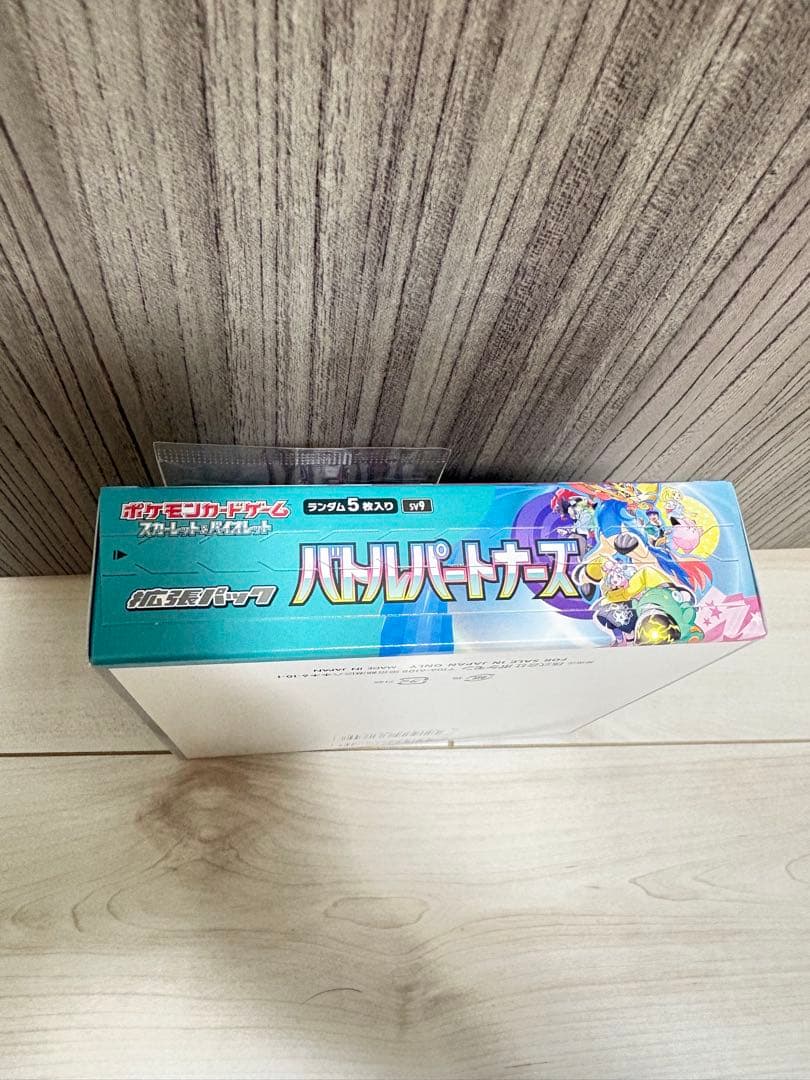 ポケモンカードゲーム
スカーレット&バイオレット
ランダム5枚入り
sv9
拡張パック
バトルパートナーズ
FOR SALE IN JAPAN ONLY MADE IN JAPAN